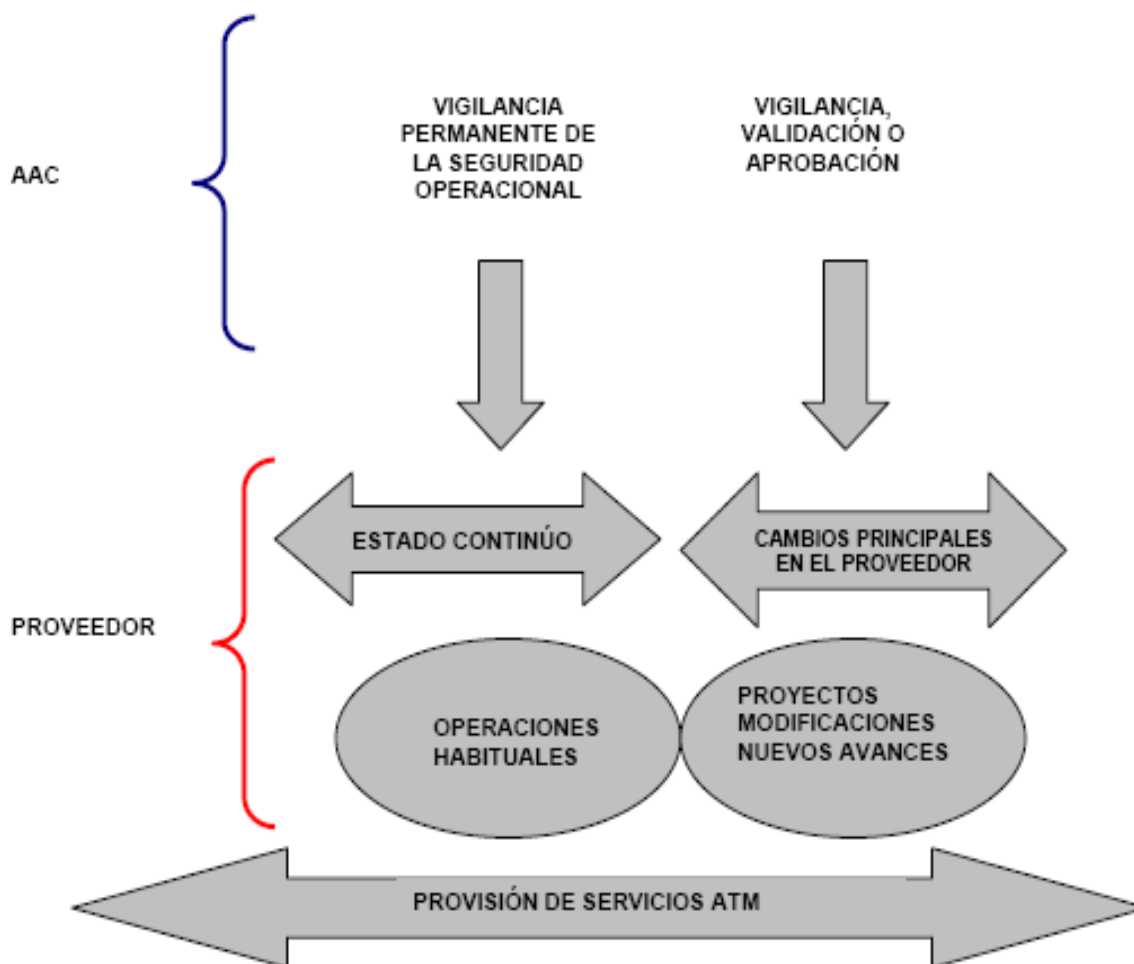 AAC
VIGILANCIA
PERMANENTE DE
LA SEGURIDAD
OPERACIONAL
VIGILANCIA,
VALIDACIÓN O
APROBACIÓN
PROVEEDOR
ESTADO CONTINÚO
CAMBIOS PRINCIPALES
EN EL PROVEEDOR
OPERACIONES
HABITUALES
PROYECTOS
MODIFICACIONES
NUEVOS AVANCES
PROVISIÓN DE SERVICIOS ATM